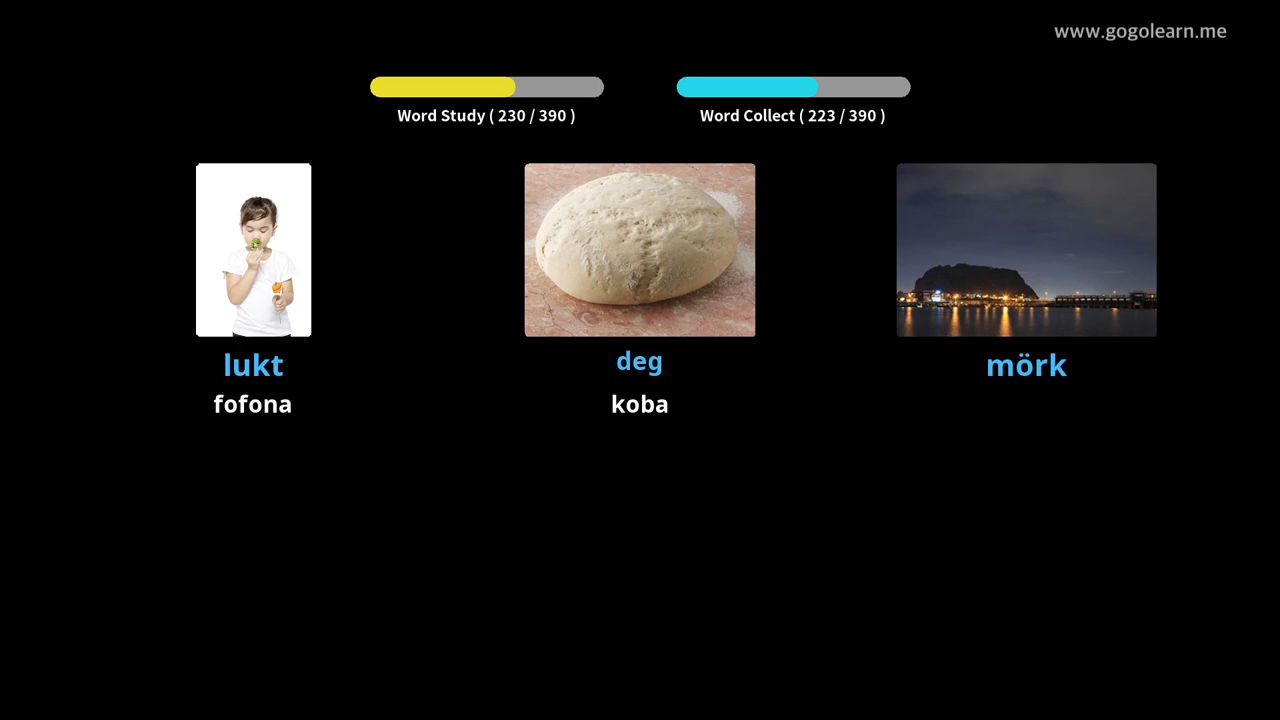 www.gogolearn.me
Word Study ( 230 / 390 )
Word Collect ( 223 / 390 )
lukt
deg
mörk
fofona
koba